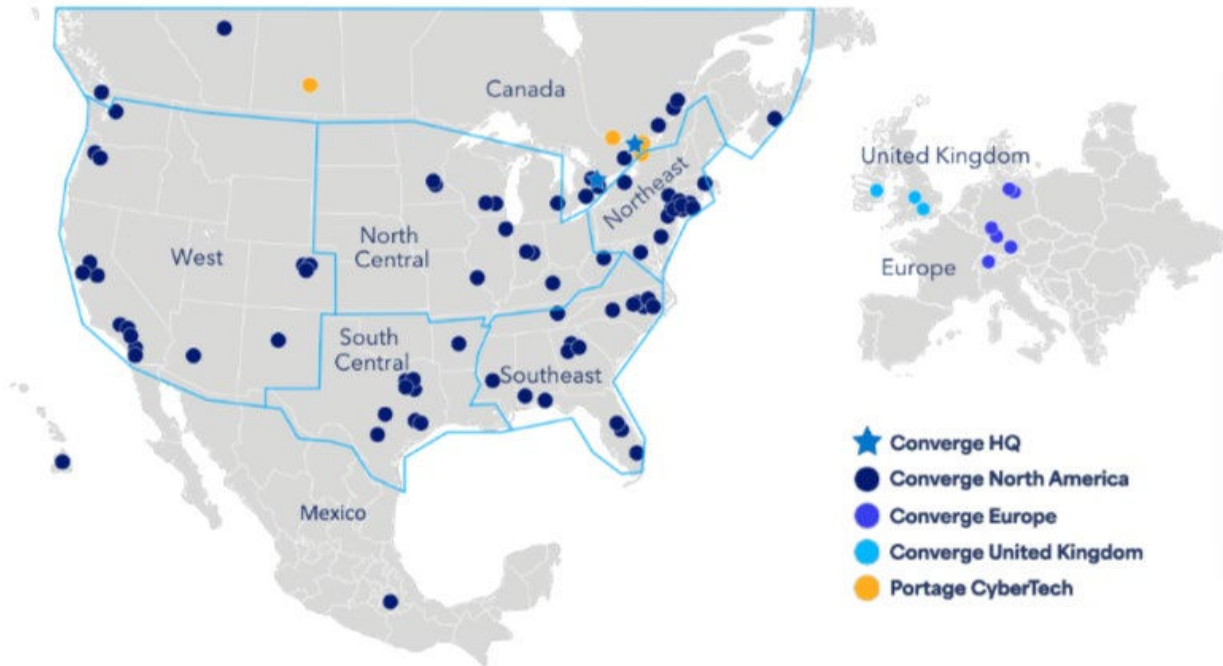 Canada
United Kingdom
Northeast
North
Central
West
Europe
South
Central
Southeast
Converge HQ
Converge North America
Mexico
Converge Europe
Converge United Kingdom
Portage CyberTech